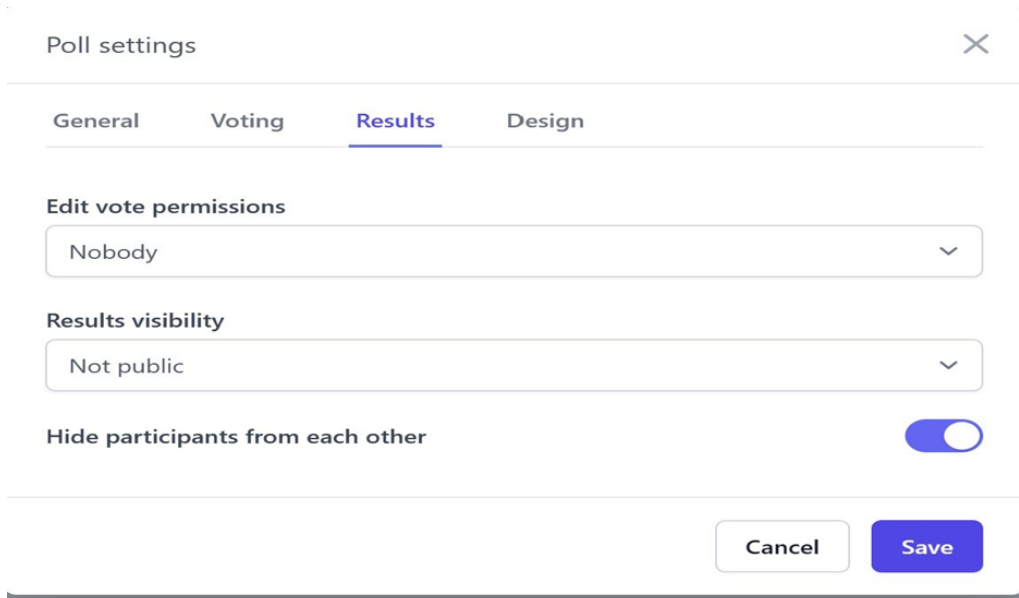 Poll settings
General Voting Results Design
Edit vote permissions
Nobody
Results visibility
Not public
Hide participants from each other
Cancel Save